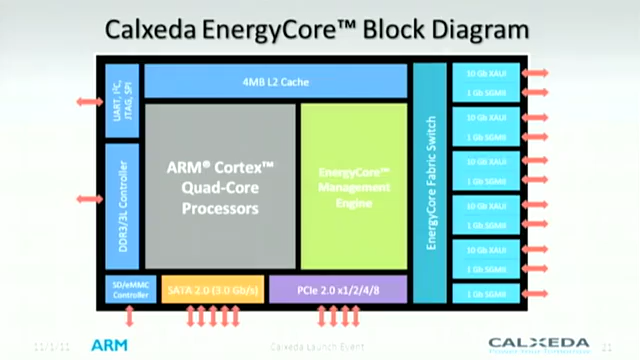 Calxeda EnergyCore™ Block Diagram
UART, I²C,
JTAG, SPI
4MB L2 Cache
DDR3/3L Controller
ARM® Cortex™
Quad-Core
Processors
EnergyCore™
Management
Engine
EnergyCore Fabric Switch
10 Gb XAUI
1 Gb SGMII
10 Gb XAUI
1 Gb SGMII
10 Gb XAUI
1 Gb SGMII
10 Gb XAUI
1 Gb SGMII
10 Gb XAUI
1 Gb SGMII
1 Gb SGMII
SD/eMMC
Controller
SATA 2.0 (3.0 Gb/s)
PCIe 2.0 x1/2/4/8
11/1/11
ARM
Calxeda Launch Event
CALXEDA
21